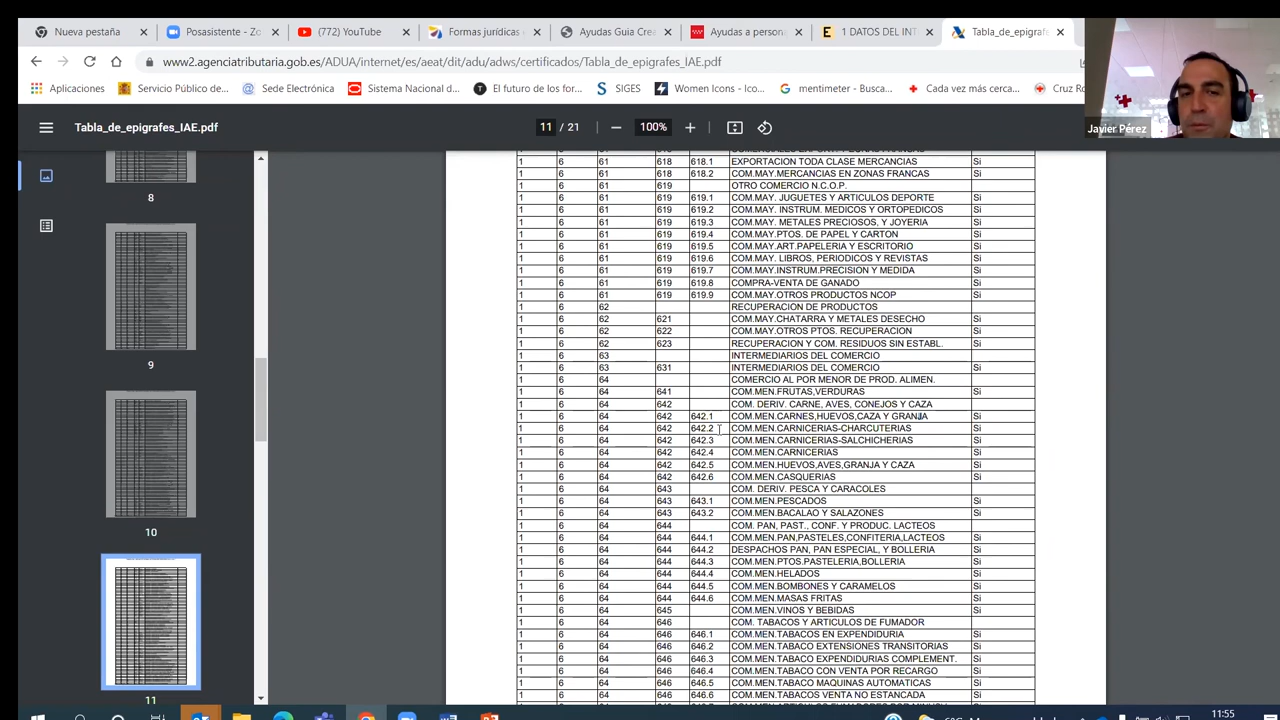 Nueva pestaña
Posasistente - Zo
(772) YouTube
Formas jurídicas
Ayudas Guia Crea
Ayudas a person
1 DATOS DEL INT
Tabla_de_epigrafes
www2.agenciatributaria.gob.es/ADUA/internet/es/aeat/dit/adu/adws/certificados/Tabla_de_epigrafes_IAE.pdf
Aplicaciones
Servicio Público de...
Sede Electrónica
Sistema Nacional d...
El futuro de los for...
SIGES
Women Icons - Ico...
mentimeter - Busca...
Cada vez más cerca...
Cruz Ro
Javier Pérez
Tabla_de_epigrafes_IAE.pdf
11 / 21
100%
8
9
10
11
1 6 61 618 618.1 EXPORTACION TODA CLASE MERCANCIAS Si
1 6 61 618 618.2 COM.MAY.MERCANCIAS EN ZONAS FRANCAS Si
1 6 61 619 OTRO COMERCIO N.C.O.P.
1 6 61 619 619.1 COM.MAY. JUGUETES Y ARTICULOS DEPORTE Si
1 6 61 619 619.2 COM.MAY. INSTRUM. MEDICOS Y ORTOPEDICOS Si
1 6 61 619 619.3 COM.MAY. METALES PRECIOSOS, Y JOYERIA Si
1 6 61 619 619.4 COM.MAY.PTOS. DE PAPEL Y CARTON Si
1 6 61 619 619.5 COM.MAY.ART.PAPELERIA Y ESCRITORIO Si
1 6 61 619 619.6 COM.MAY. LIBROS, PERIODICOS Y REVISTAS Si
1 6 61 619 619.7 COM.MAY.INSTRUM.PRECISION Y MEDIDA Si
1 6 61 619 619.8 COMPRA-VENTA DE GANADO Si
1 6 61 619 619.9 COM.MAY.OTROS PRODUCTOS NCOP Si
1 6 62 RECUPERACION DE PRODUCTOS
1 6 62 621 COM.MAY.CHATARRA Y METALES DESECHO Si
1 6 62 622 COM.MAY.OTROS PTOS. RECUPERACION Si
1 6 62 623 RECUPERACION Y COM. RESIDUOS SIN ESTABL. Si
1 6 63 INTERMEDIARIOS DEL COMERCIO
1 6 63 631 INTERMEDIARIOS DEL COMERCIO Si
1 6 64 COMERCIO AL POR MENOR DE PROD. ALIMEN.
1 6 64 641 COM.MEN.FRUTAS,VERDURAS Si
1 6 64 642 COM. DERIV. CARNE, AVES, CONEJOS Y CAZA
1 6 64 642 642.1 COM.MEN.CARNES,HUEVOS,CAZA Y GRANJA Si
1 6 64 642 642.2 COM.MEN.CARNICERIAS-CHARCUTERIAS Si
1 6 64 642 642.3 COM.MEN.CARNICERIAS-SALCHICHERIAS Si
1 6 64 642 642.4 COM.MEN.CARNICERIAS Si
1 6 64 642 642.5 COM.MEN.HUEVOS,AVES,GRANJA Y CAZA Si
1 6 64 642 642.6 COM.MEN.CASQUERIAS Si
1 6 64 643 COM. DERIV. PESCA Y CARACOLES
1 6 64 643 643.1 COM.MEN.PESCADOS Si
1 6 64 643 643.2 COM.MEN.BACALAO Y SALAZONES Si
1 6 64 644 COM. PAN, PAST., CONF. Y PRODUC. LACTEOS
1 6 64 644 644.1 COM.MEN.PAN,PASTELES,CONFITERIA,LACTEOS Si
1 6 64 644 644.2 DESPACHOS PAN, PAN ESPECIAL, Y BOLLERIA Si
1 6 64 644 644.3 COM.MEN.PTOS.PASTELERIA,BOLLERIA Si
1 6 64 644 644.4 COM.MEN.HELADOS Si
1 6 64 644 644.5 COM.MEN.BOMBONES Y CARAMELOS Si
1 6 64 644 644.6 COM.MEN.MASAS FRITAS Si
1 6 64 645 COM.MEN.VINOS Y BEBIDAS Si
1 6 64 646 COM. TABACOS Y ARTICULOS DE FUMADOR
1 6 64 646 646.1 COM.MEN.TABACOS EN EXPENDIDURIA Si
1 6 64 646 646.2 COM.MEN.TABACO EXTENSIONES TRANSITORIAS Si
1 6 64 646 646.3 COM.MEN.TABACO EXPENDIDURIAS COMPLEMENT. Si
1 6 64 646 646.4 COM.MEN.TABACO CON VENTA POR RECARGO Si
1 6 64 646 646.5 COM.MEN.TABACO MAQUINAS AUTOMATICAS Si
1 6 64 646 646.6 COM.MEN.TABACOS VENTA NO ESTANCADA Si
11:55